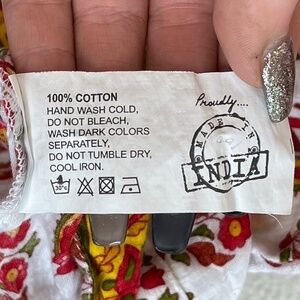 100% COTTON
HAND WASH COLD,
DO NOT BLEACH,
WASH DARK COLORS
SEPARATELY,
DO NOT TUMBLE DRY,
COOL IRON.
30°C
Proudly....
MADE IN
INDIA